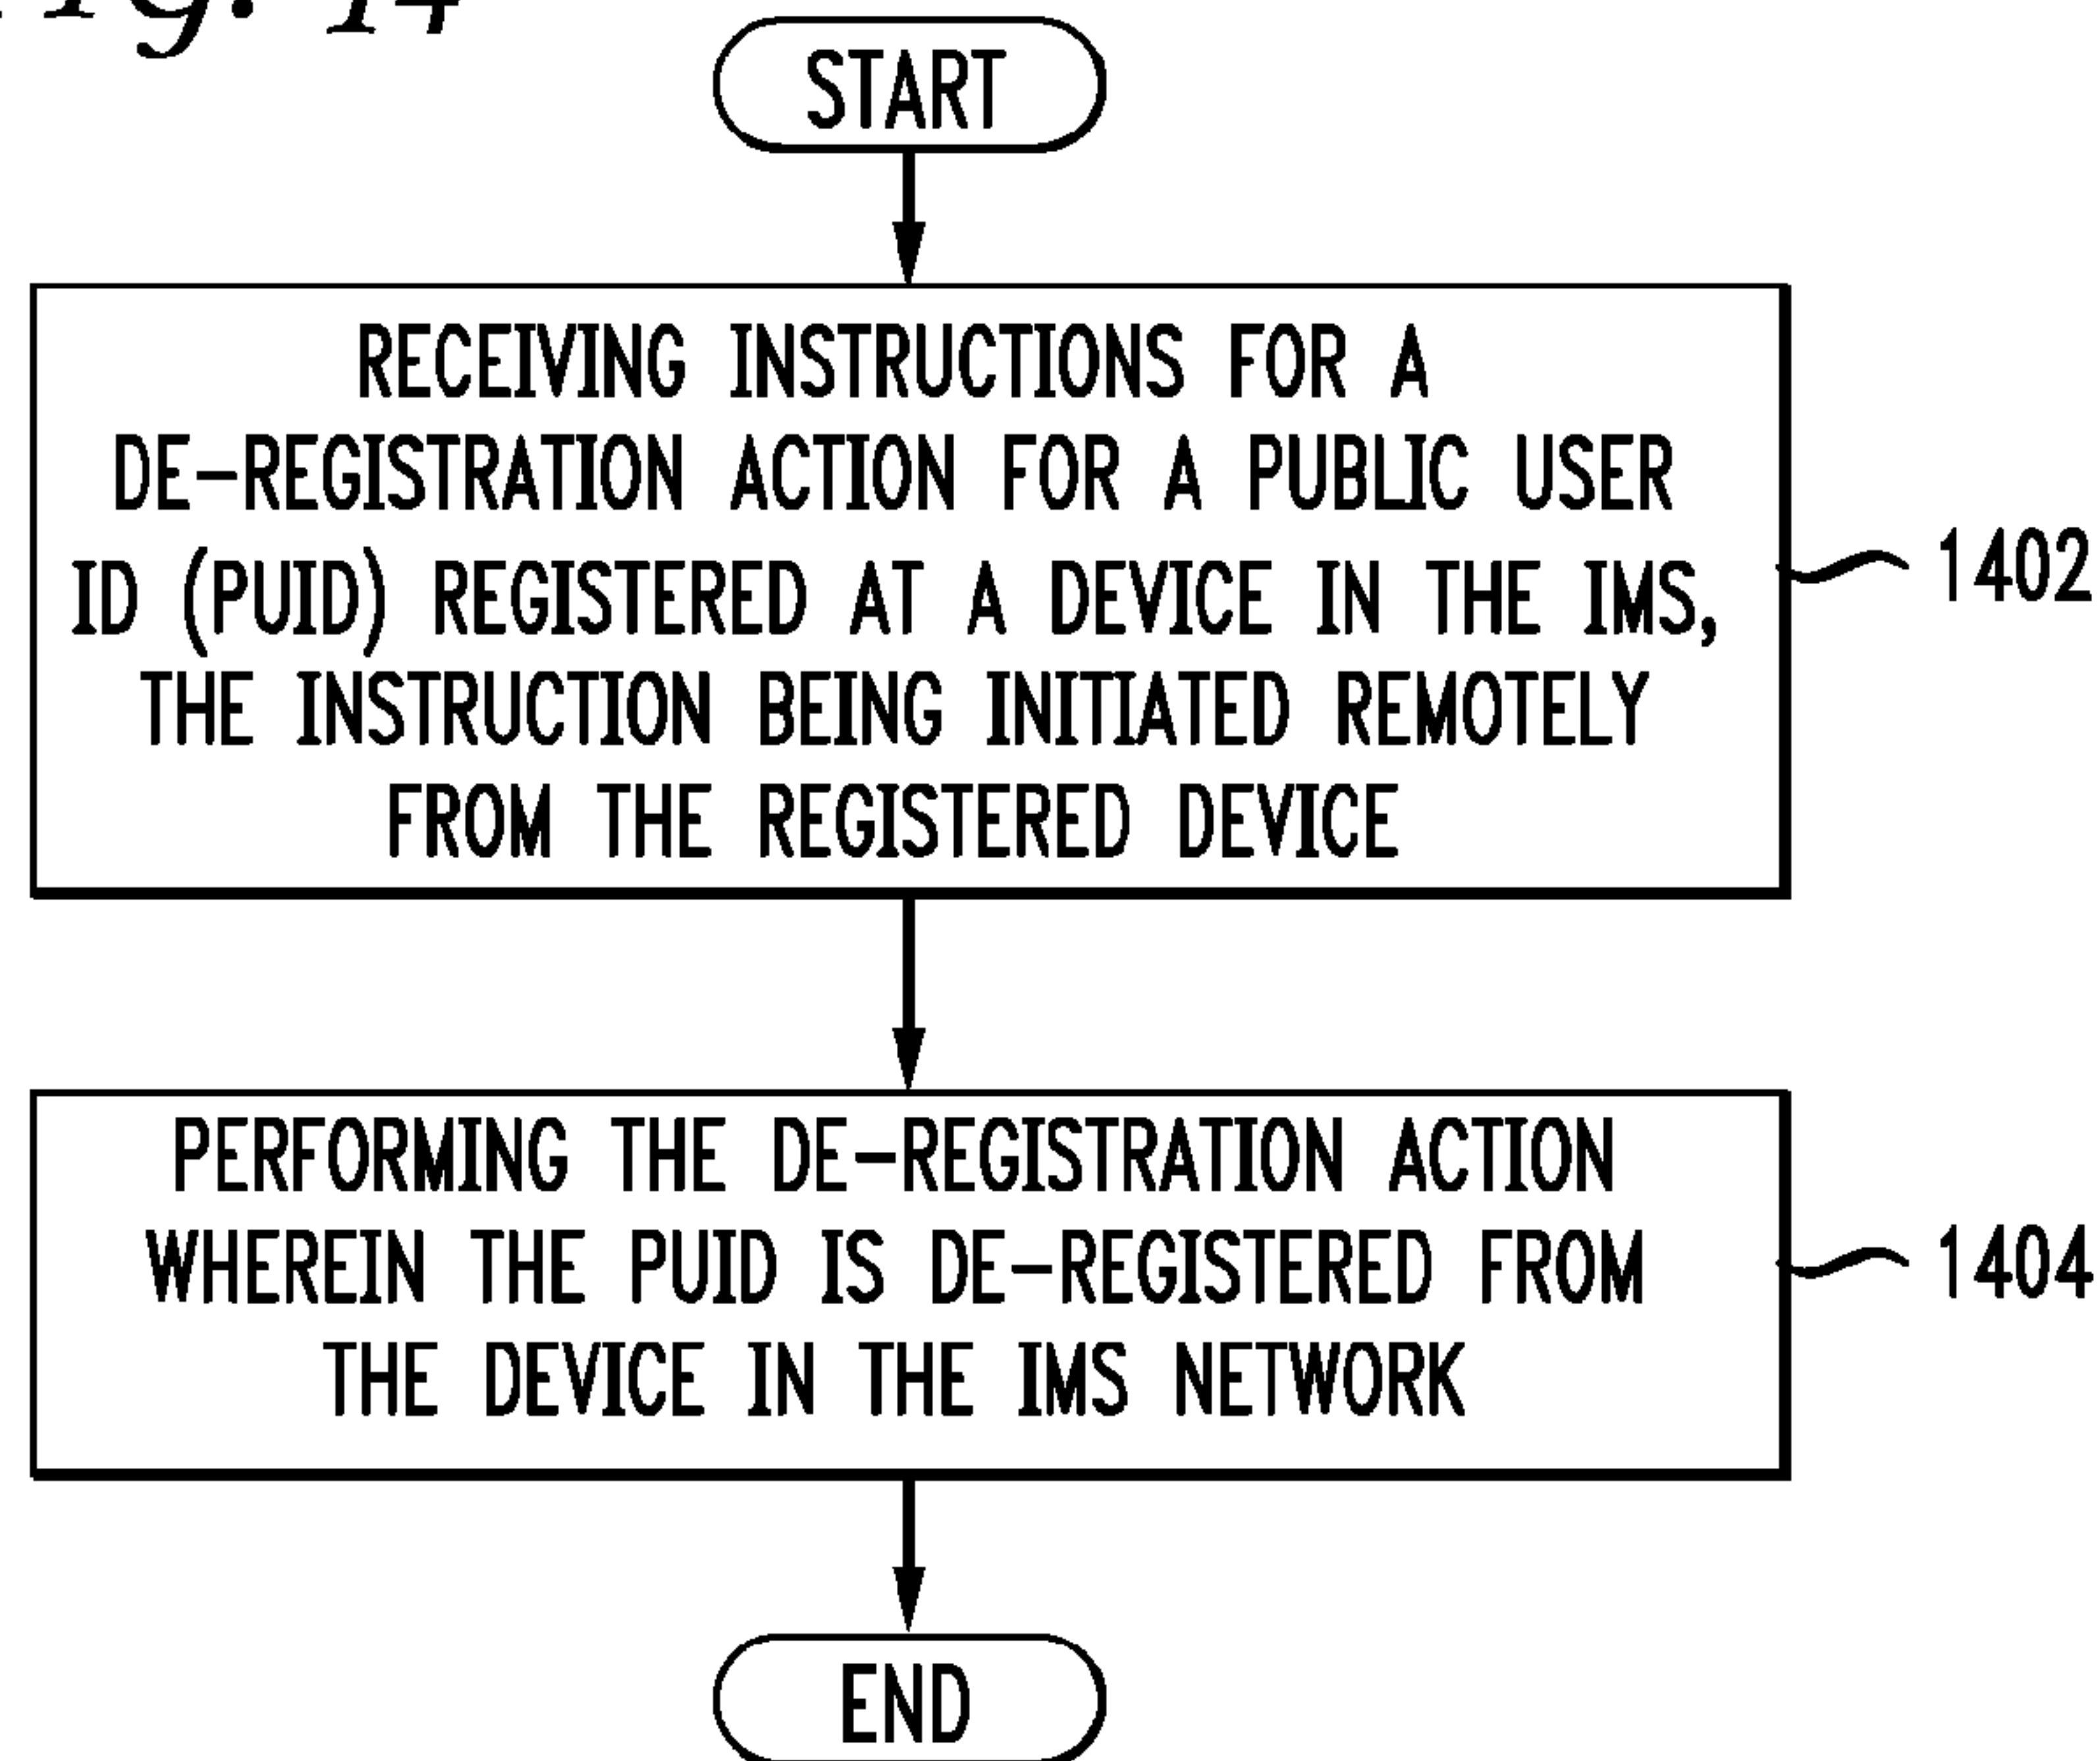 Fig. 14
START
RECEIVING INSTRUCTIONS FOR A
DE-REGISTRATION ACTION FOR A PUBLIC USER
ID (PUID) REGISTERED AT A DEVICE IN THE IMS,
THE INSTRUCTION BEING INITIATED REMOTELY
FROM THE REGISTERED DEVICE
1402
PERFORMING THE DE-REGISTRATION ACTION
WHEREIN THE PUID IS DE-REGISTERED FROM
THE DEVICE IN THE IMS NETWORK
1404
END